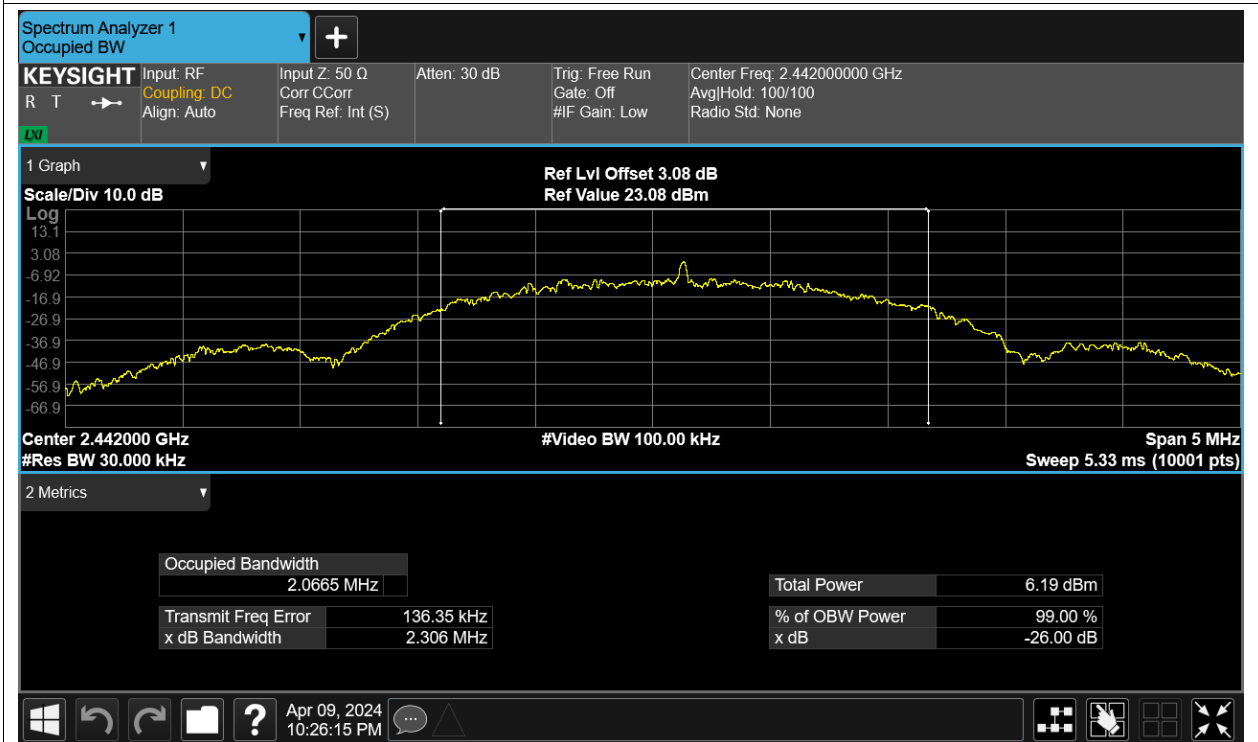 Spectrum Analyzer 1
Occupied BW
+
KEYSIGHT Input: RF Input Z: 50 Ω Atten: 30 dB Trig: Free Run Center Freq: 2.442000000 GHz
R T Coupling: DC Corr CCorr Gate: Off Avg|Hold: 100/100
Align: Auto Freq Ref: Int (S) #IF Gain: Low Radio Std: None
LXI
1 Graph
Ref Lvl Offset 3.08 dB
Scale/Div 10.0 dB Ref Value 23.08 dBm
Log
13.1
3.08
-6.92
-16.9
-26.9
-36.9
-46.9
-56.9
-66.9
Center 2.442000 GHz #Video BW 100.00 kHz Span 5 MHz
#Res BW 30.000 kHz Sweep 5.33 ms (10001 pts)
2 Metrics
Occupied Bandwidth
2.0665 MHz
Total Power 6.19 dBm
Transmit Freq Error 136.35 kHz % of OBW Power 99.00 %
x dB Bandwidth 2.306 MHz x dB -26.00 dB
? Apr 09, 2024
10:26:15 PM